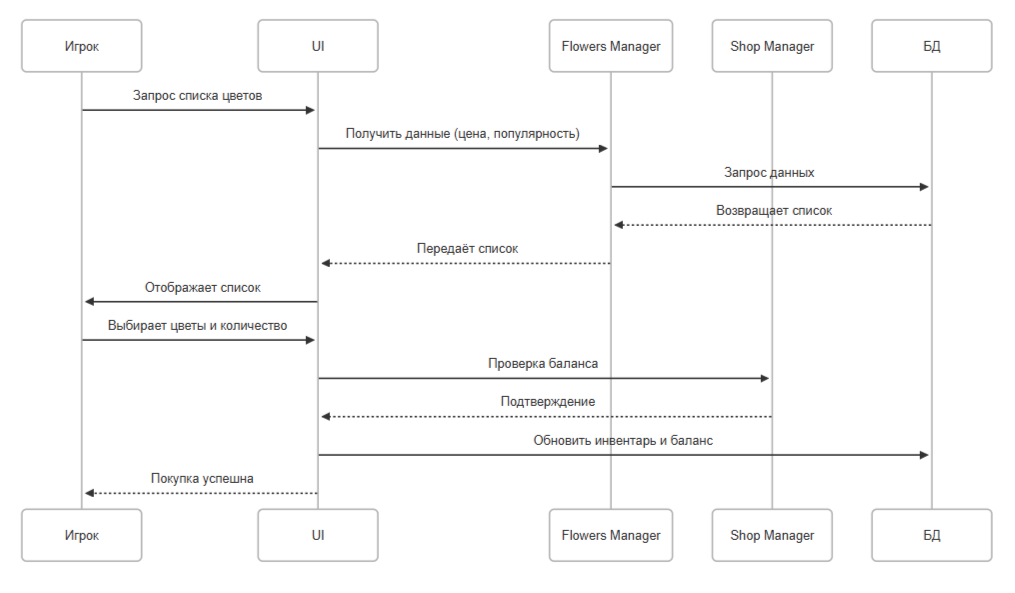 Игрок
UI
Flowers Manager
Shop Manager
БД
Запрос списка цветов
Получить данные (цена, популярность)
Запрос данных
Возвращает список
Передаёт список
Отображает список
Выбирает цветы и количество
Проверка баланса
Подтверждение
Обновить инвентарь и баланс
Покупка успешна
Игрок
UI
Flowers Manager
Shop Manager
БД